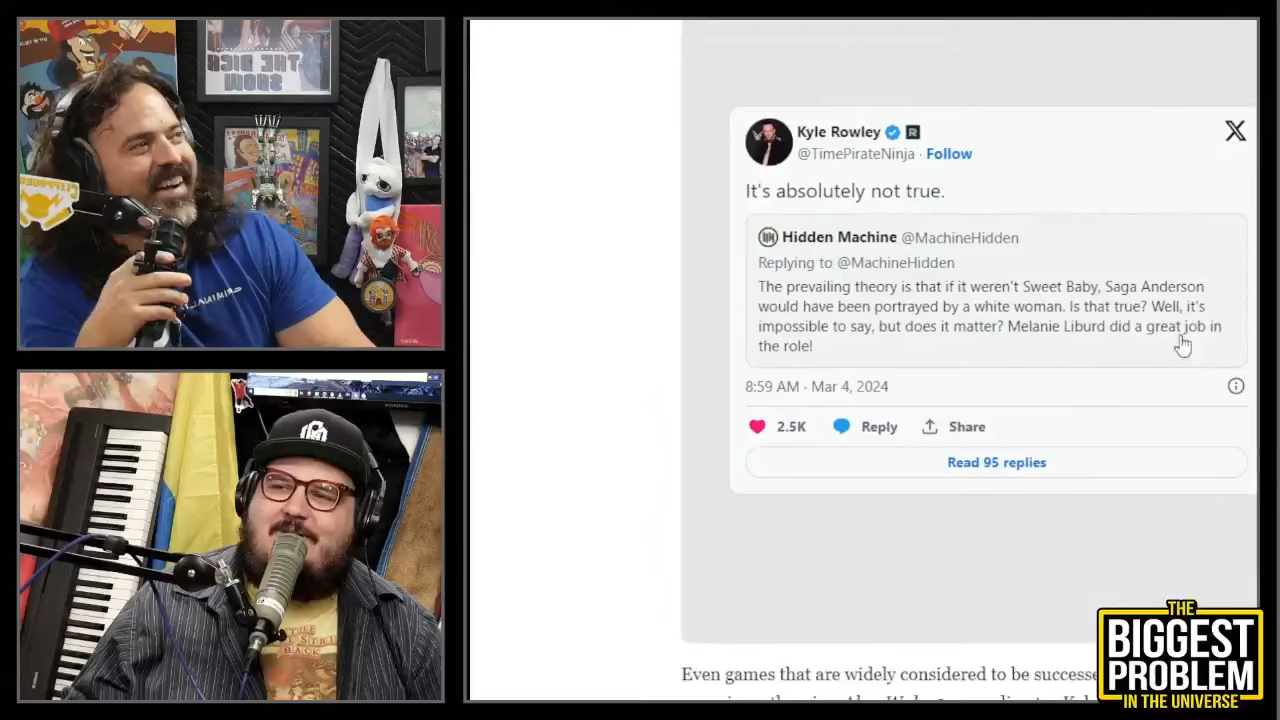 THE DICK
SHOW
Kyle Rowley
@TimePirateNinja · Follow
It's absolutely not true.
Hidden Machine @MachineHidden
Replying to @MachineHidden
The prevailing theory is that if it weren't Sweet Baby, Saga Anderson
would have been portrayed by a white woman. Is that true? Well, it's
impossible to say, but does it matter? Melanie Liburd did a great job in
the role!
8:59 AM · Mar 4, 2024
2.5K Reply Share
Read 95 replies
Even games that are widely considered to be successe
THE
BIGGEST
PROBLEM
IN THE UNIVERSE